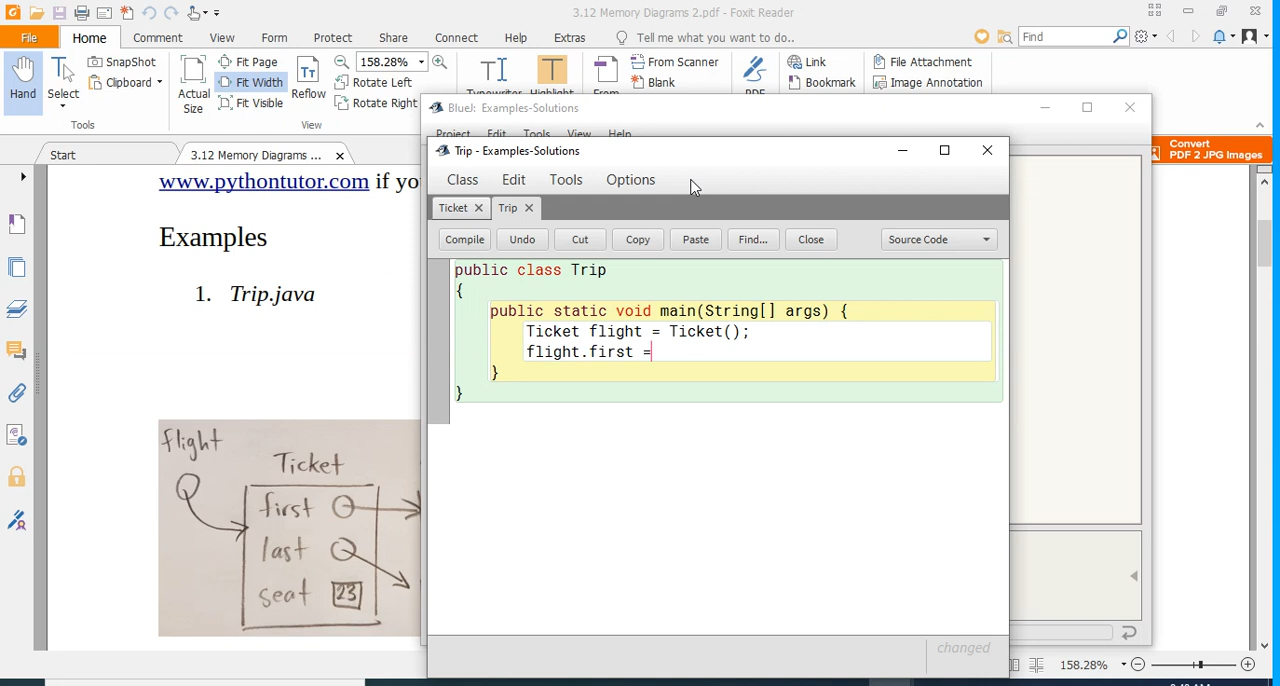 3.12 Memory Diagrams 2.pdf - Foxit Reader
File Home Comment View Form Protect Share Connect Help Extras Tell me what you want to do.. Find
Hand Select SnapShot Clipboard Actual Size Fit Page Fit Width Fit Visible Reflow 158.28% Rotate Left Rotate Right Typewriter Highlight From Scanner Blank PDF Link Bookmark File Attachment Image Annotation
Tools View
Start 3.12 Memory Diagrams ...
Convert
PDF 2 JPG Images
BlueJ: Examples-Solutions
Project Edit Tools View Help
Trip - Examples-Solutions
Class Edit Tools Options
Ticket Trip
Compile Undo Cut Copy Paste Find... Close Source Code
public class Trip
{
public static void main(String[] args) {
Ticket flight = Ticket();
flight.first =
}
}
changed
www.pythontutor.com if you
Examples
1. Trip.java
flight
Ticket
first
last
seat 23
158.28%